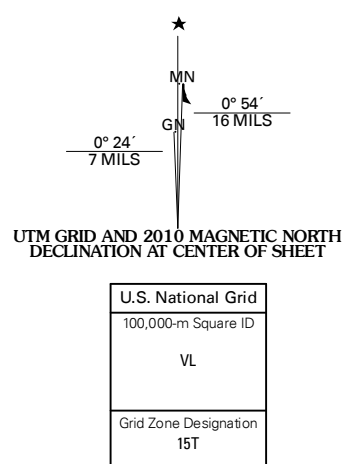 ★
MN
0° 54´
16 MILS
GN
0° 24´
7 MILS
UTM GRID AND 2010 MAGNETIC NORTH
DECLINATION AT CENTER OF SHEET
U.S. National Grid
100,000-m Square ID
VL
Grid Zone Designation
15T